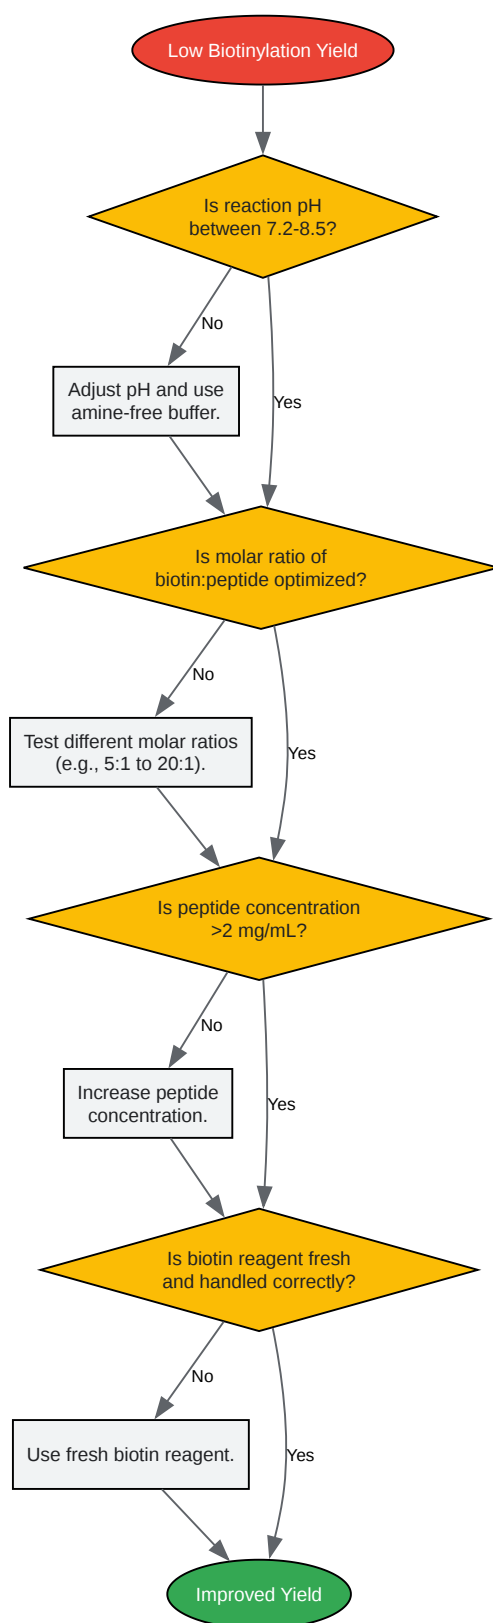 Low Biotinylation Yield
Is reaction pH
between 7.2-8.5?
No
Adjust pH and use
amine-free buffer.
Yes
Is molar ratio of
biotin:peptide optimized?
No
Test different molar ratios
(e.g., 5:1 to 20:1).
Yes
Is peptide concentration
>2 mg/mL?
No
Increase peptide
concentration.
Yes
Is biotin reagent fresh
and handled correctly?
No
Use fresh biotin reagent.
Yes
Improved Yield